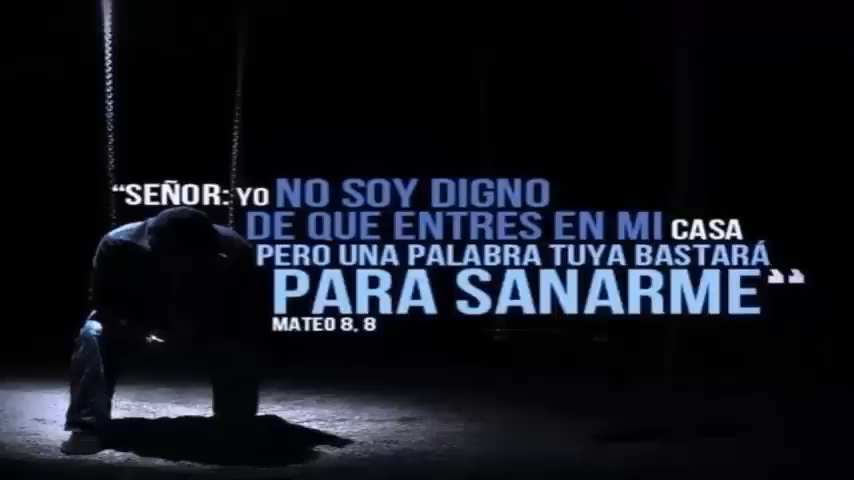 “SEÑOR: YO NO SOY DIGNO
DE QUE ENTRES EN MI CASA
PERO UNA PALABRA TUYA BASTARÁ
PARA SANARME“
MATEO 8, 8